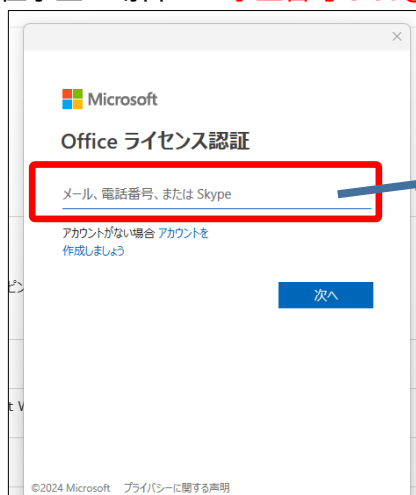 Microsoft
Office ライセンス認証
メール、電話番号、または Skype
アカウントがない場合 アカウントを
作成しましょう
次へ
©2024 Microsoft プライバシーに関する声明